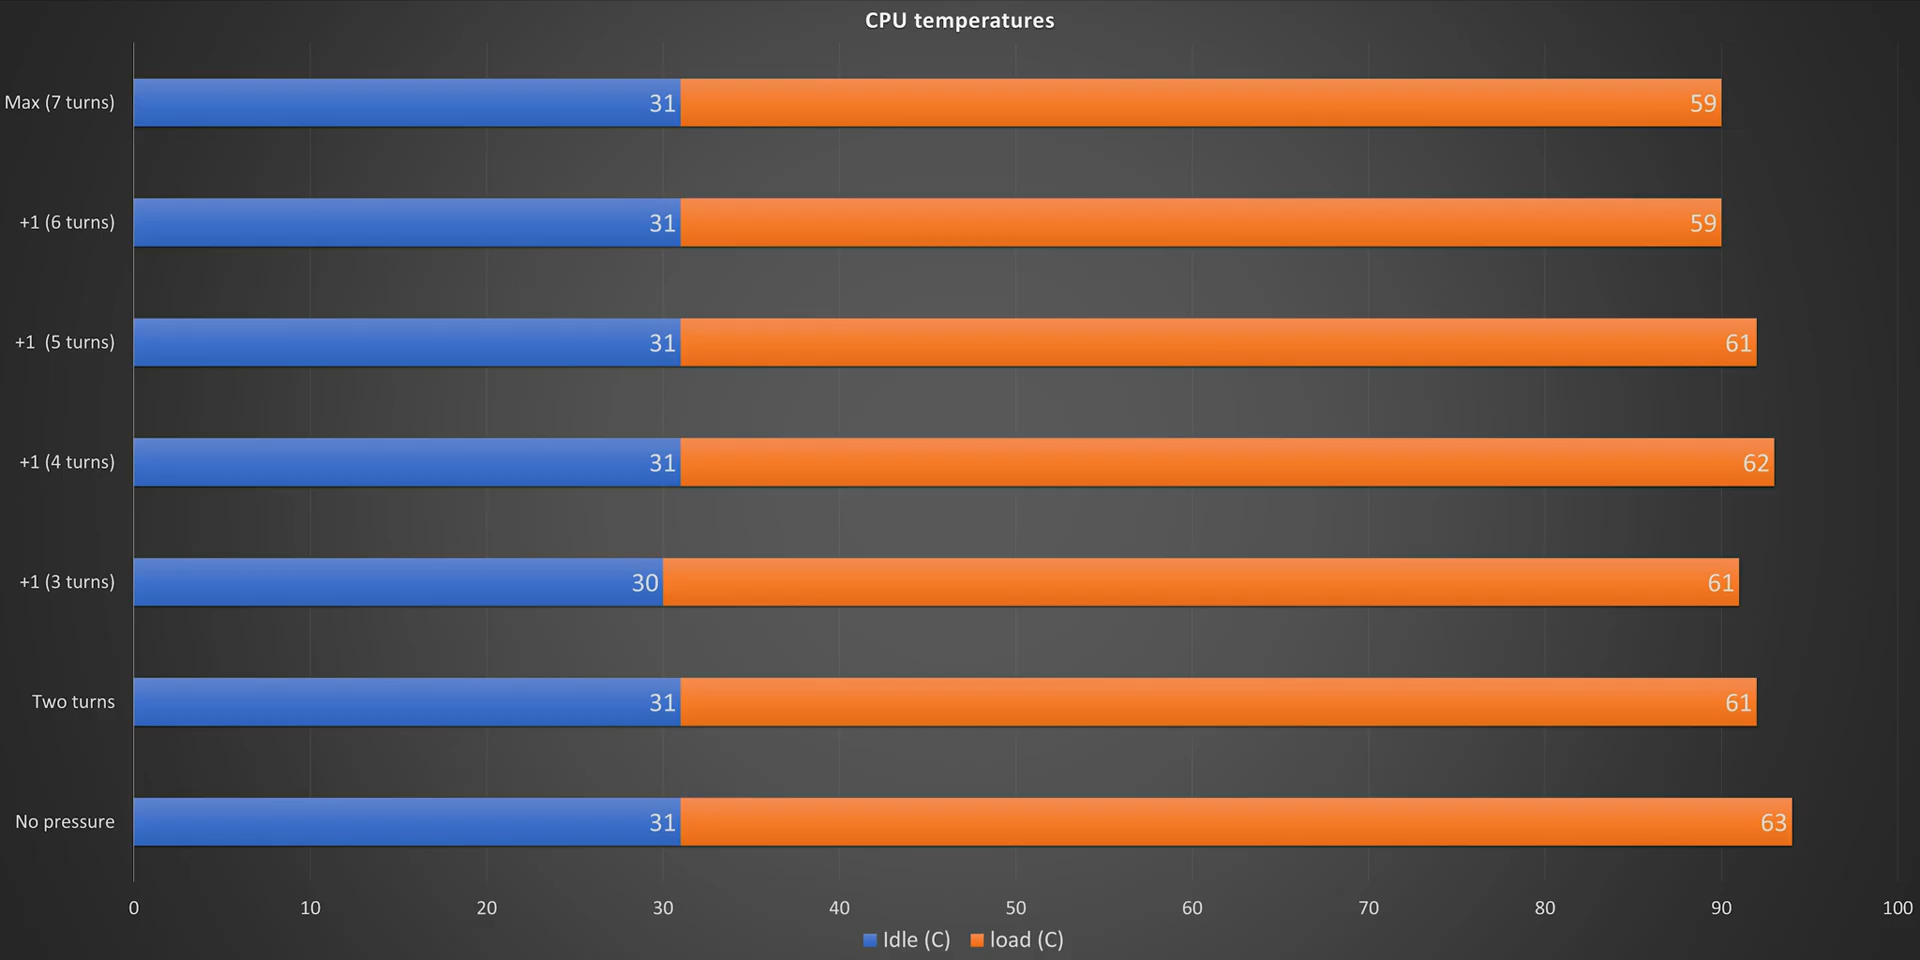 CPU temperatures
Max (7 turns) 31 59
+1 (6 turns) 31 59
+1  (5 turns) 31 61
+1 (4 turns) 31 62
+1 (3 turns) 30 61
Two turns 31 61
No pressure 31 63
0 10 20 30 40 50 60 70 80 90 100
Idle (C) load (C)